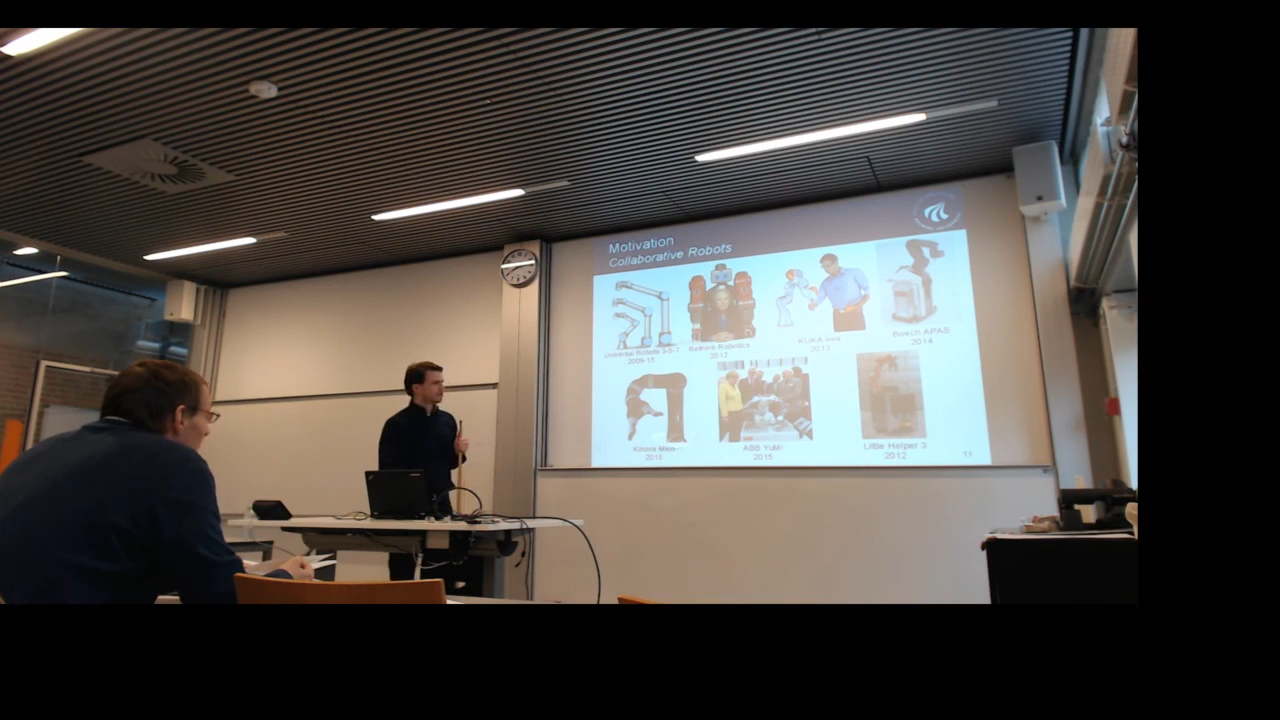 Motivation
Collaborative Robots
Universal Robots 3-5-7
2009-15
Rethink Robotics
2012
KUKA iiwa
2013
Bosch APAS
2014
Kinova Mico
2015
ABB YuMi
2015
Little Helper 3
2012
11